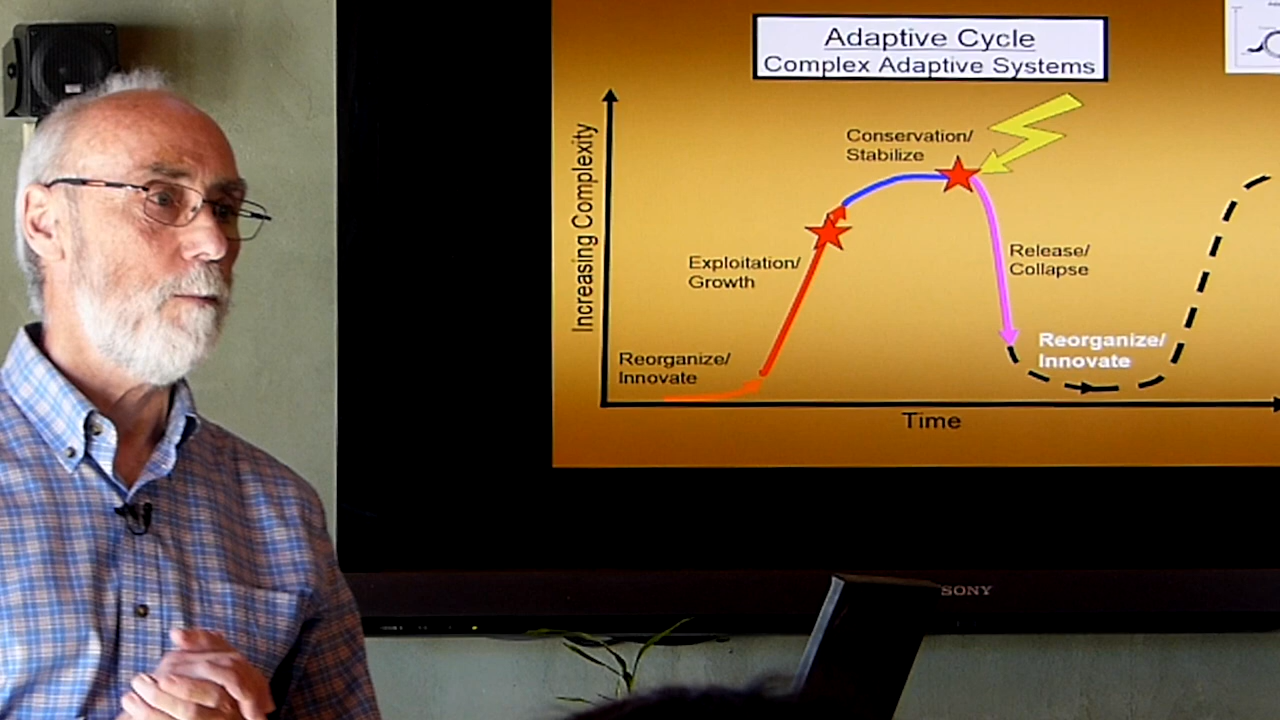 Adaptive Cycle
Complex Adaptive Systems
Increasing Complexity
Conservation/
Stabilize
Exploitation/
Growth
Release/
Collapse
Reorganize/
Innovate
Reorganize/
Innovate
Time
SONY